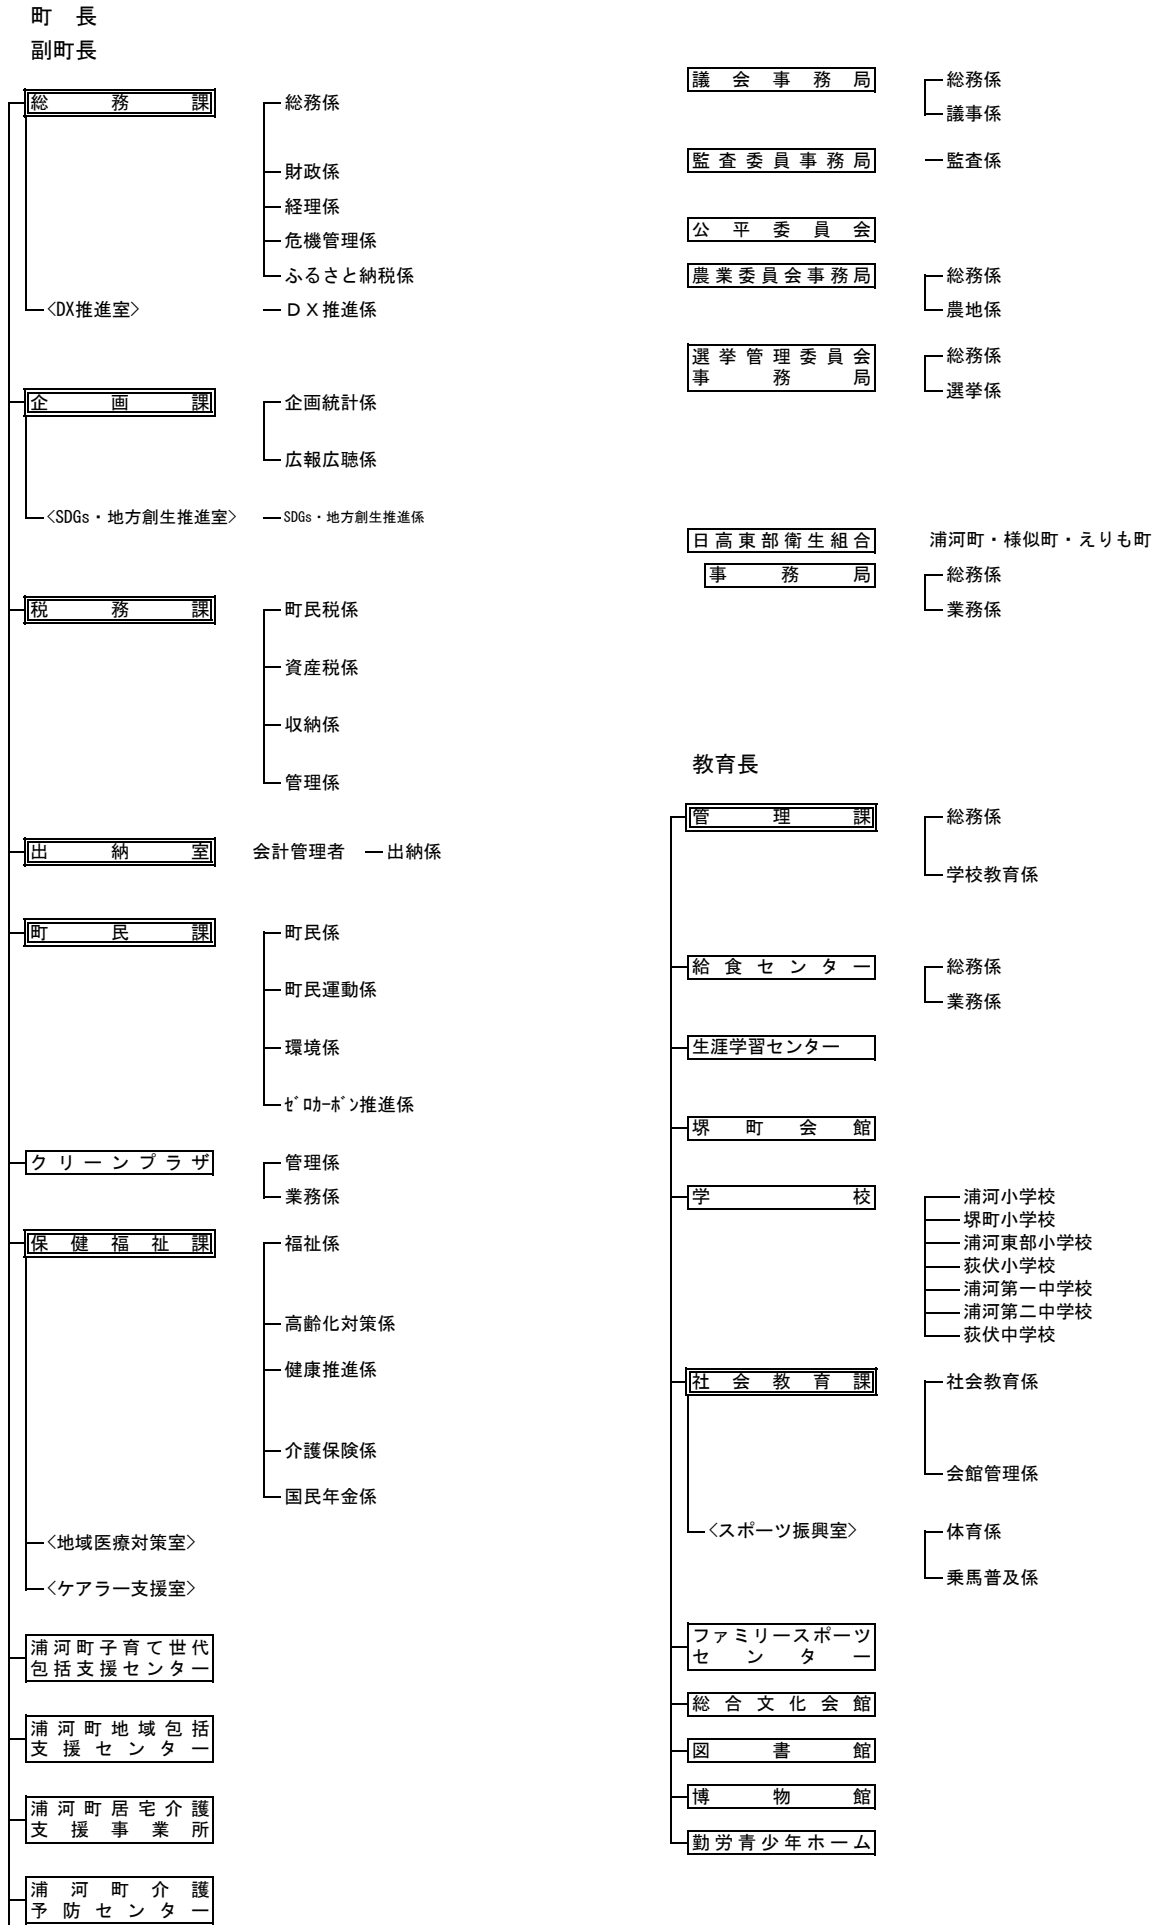 町　長
副町長
総務課
総務係
財政係
経理係
危機管理係
ふるさと納税係
〈DX推進室〉
ＤＸ推進係
企画課
企画統計係
広報広聴係
〈SDGs・地方創生推進室〉
SDGs・地方創生推進係
税務課
町民税係
資産税係
収納係
管理係
出納室
会計管理者
出納係
町民課
町民係
町民運動係
環境係
ｾﾞﾛｶｰﾎﾞﾝ推進係
クリーンプラザ
管理係
業務係
保健福祉課
福祉係
高齢化対策係
健康推進係
介護保険係
国民年金係
〈地域医療対策室〉
〈ケアラー支援室〉
浦河町子育て世代
包括支援センター
浦河町地域包括
支援センター
浦河町居宅介護
支援事業所
浦河町介護
予防センター
議会事務局
総務係
議事係
監査委員事務局
監査係
公平委員会
農業委員会事務局
総務係
農地係
選挙管理委員会
事務局
総務係
選挙係
日高東部衛生組合
浦河町・様似町・えりも町
事務局
総務係
業務係
教育長
管理課
総務係
学校教育係
給食センター
総務係
業務係
生涯学習センター
堺町会館
学校
浦河小学校
堺町小学校
浦河東部小学校
荻伏小学校
浦河第一中学校
浦河第二中学校
荻伏中学校
社会教育課
社会教育係
会館管理係
〈スポーツ振興室〉
体育係
乗馬普及係
ファミリースポーツ
センター
総合文化会館
図書館
博物館
勤労青少年ホーム